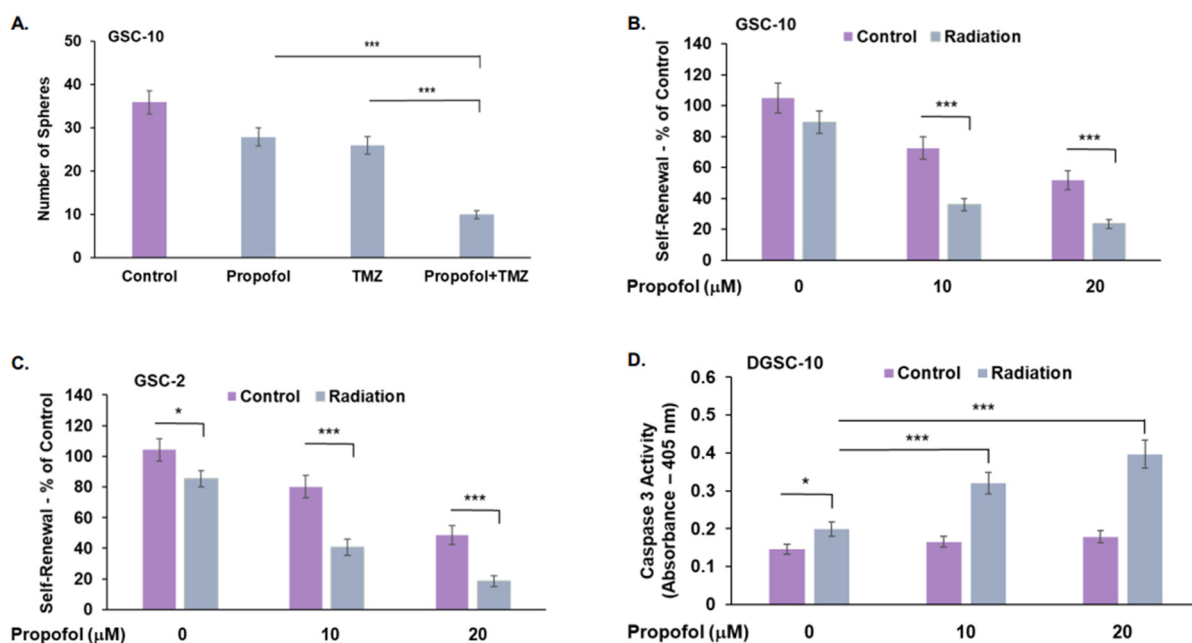 A.
GSC-10
Number of Spheres
50
40
30
20
10
0
***
***
Control Propofol TMZ Propofol+TMZ
B.
GSC-10
Control Radiation
Self-Renewal - % of Control
140
120
100
80
60
40
20
0
***
***
Propofol (μM) 0 10 20
C.
GSC-2
Control Radiation
Self-Renewal - % of Control
140
120
100
80
60
40
20
0
*
***
***
Propofol (μM) 0 10 20
D.
DGSC-10
Control Radiation
Caspase 3 Activity
(Absorbance – 405 nm)
0.6
0.5
0.4
0.3
0.2
0.1
0
***
***
*
Propofol (μM) 0 10 20